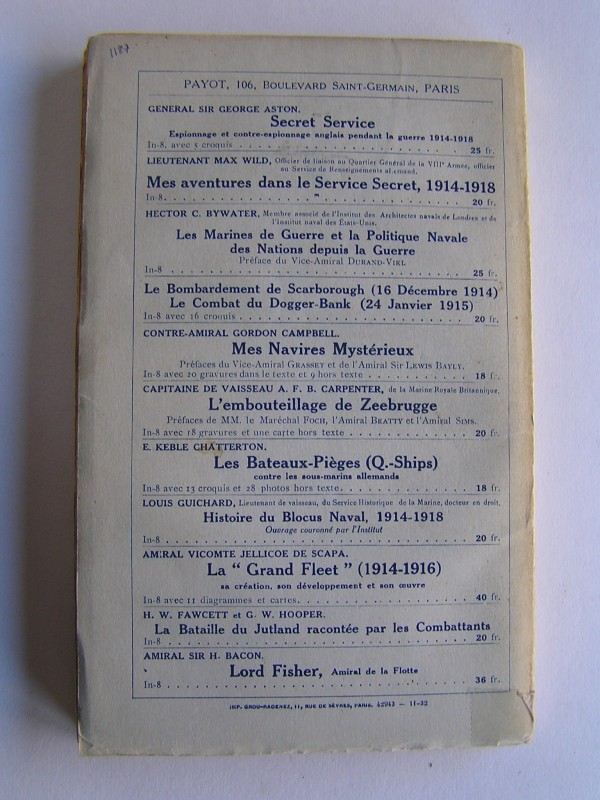 1187
PAYOT, 106, BOULEVARD SAINT-GERMAIN, PARIS
GENERAL SIR GEORGE ASTON.
Secret Service
Espionnage et contre-espionnage anglais pendant la guerre 1914-1918
In-8, avec 5 croquis . . . . . . . . . . . . . . . . . . 25 fr.
LIEUTENANT MAX WILD, Officier de liaison au Quartier Général de la VIIIe Armée, officier
au Service de Renseignements allemand.
Mes aventures dans le Service Secret, 1914-1918
In-8. . . . . . . . . . . . . . . . . . 20 fr.
HECTOR C. BYWATER, Membre associé de l'Institut des Architectes navals de Londres et de
l'Institut naval des États-Unis.
Les Marines de Guerre et la Politique Navale
des Nations depuis la Guerre
Préface du Vice-Amiral DURAND-VIEL
In-8 . . . . . . . . . . . . . . . . . . 25 fr.
Le Bombardement de Scarborough (16 Décembre 1914)
Le Combat du Dogger-Bank (24 Janvier 1915)
In-8 avec 16 croquis . . . . . . . . . . . . . . . . . . 20 fr.
CONTRE-AMIRAL GORDON CAMPBELL.
Mes Navires Mystérieux
Préfaces du Vice-Amiral GRASSET et de l'Amiral Sir LEWIS BAYLY.
In-8 avec 20 gravures dans le texte et 9 hors texte . . . . . . . . . . 18 fr.
CAPITAINE DE VAISSEAU A. F. B. CARPENTER, de la Marine Royale Britannique.
L'embouteillage de Zeebrugge
Préfaces de MM. le Maréchal FOCH, l'Amiral BEATTY et l'Amiral SIMS.
In-8 avec 18 gravures et une carte hors texte . . . . . . . . . . 20 fr.
E. KEBLE CHATTERTON.
Les Bateaux-Pièges (Q.-Ships)
contre les sous-marins allemands
In-8 avec 13 croquis et 28 photos hors texte. . . . . . . . . . 18 fr.
LOUIS GUICHARD, Lieutenant de vaisseau, du Service Historique de la Marine, docteur en droit.
Histoire du Blocus Naval, 1914-1918
Ouvrage couronné par l'Institut
In-8 . . . . . . . . . . . . . . . . . . 20 fr.
AMIRAL VICOMTE JELLICOE DE SCAPA.
La " Grand Fleet " (1914-1916)
sa création, son développement et son œuvre
In-8 avec 11 diagrammes et cartes. . . . . . . . . . . . . . 40 fr.
H. W. FAWCETT et G. W. HOOPER.
La Bataille du Jutland racontée par les Combattants
In-8 . . . . . . . . . . . . . . . . . . 20 fr.
AMIRAL SIR H. BACON.
Lord Fisher, Amiral de la Flotte
In-8 . . . . . . . . . . . . . . . . . . 36 fr.
IMP. GROU-RADENEZ, 11, RUE DE SÈVRES, PARIS. 42943 — 11-32